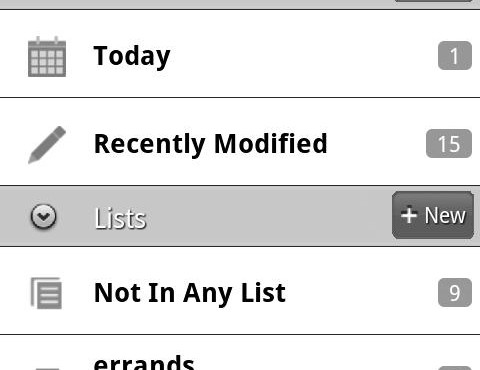 Today 1
Recently Modified 15
Lists + New
Not In Any List 9
errands